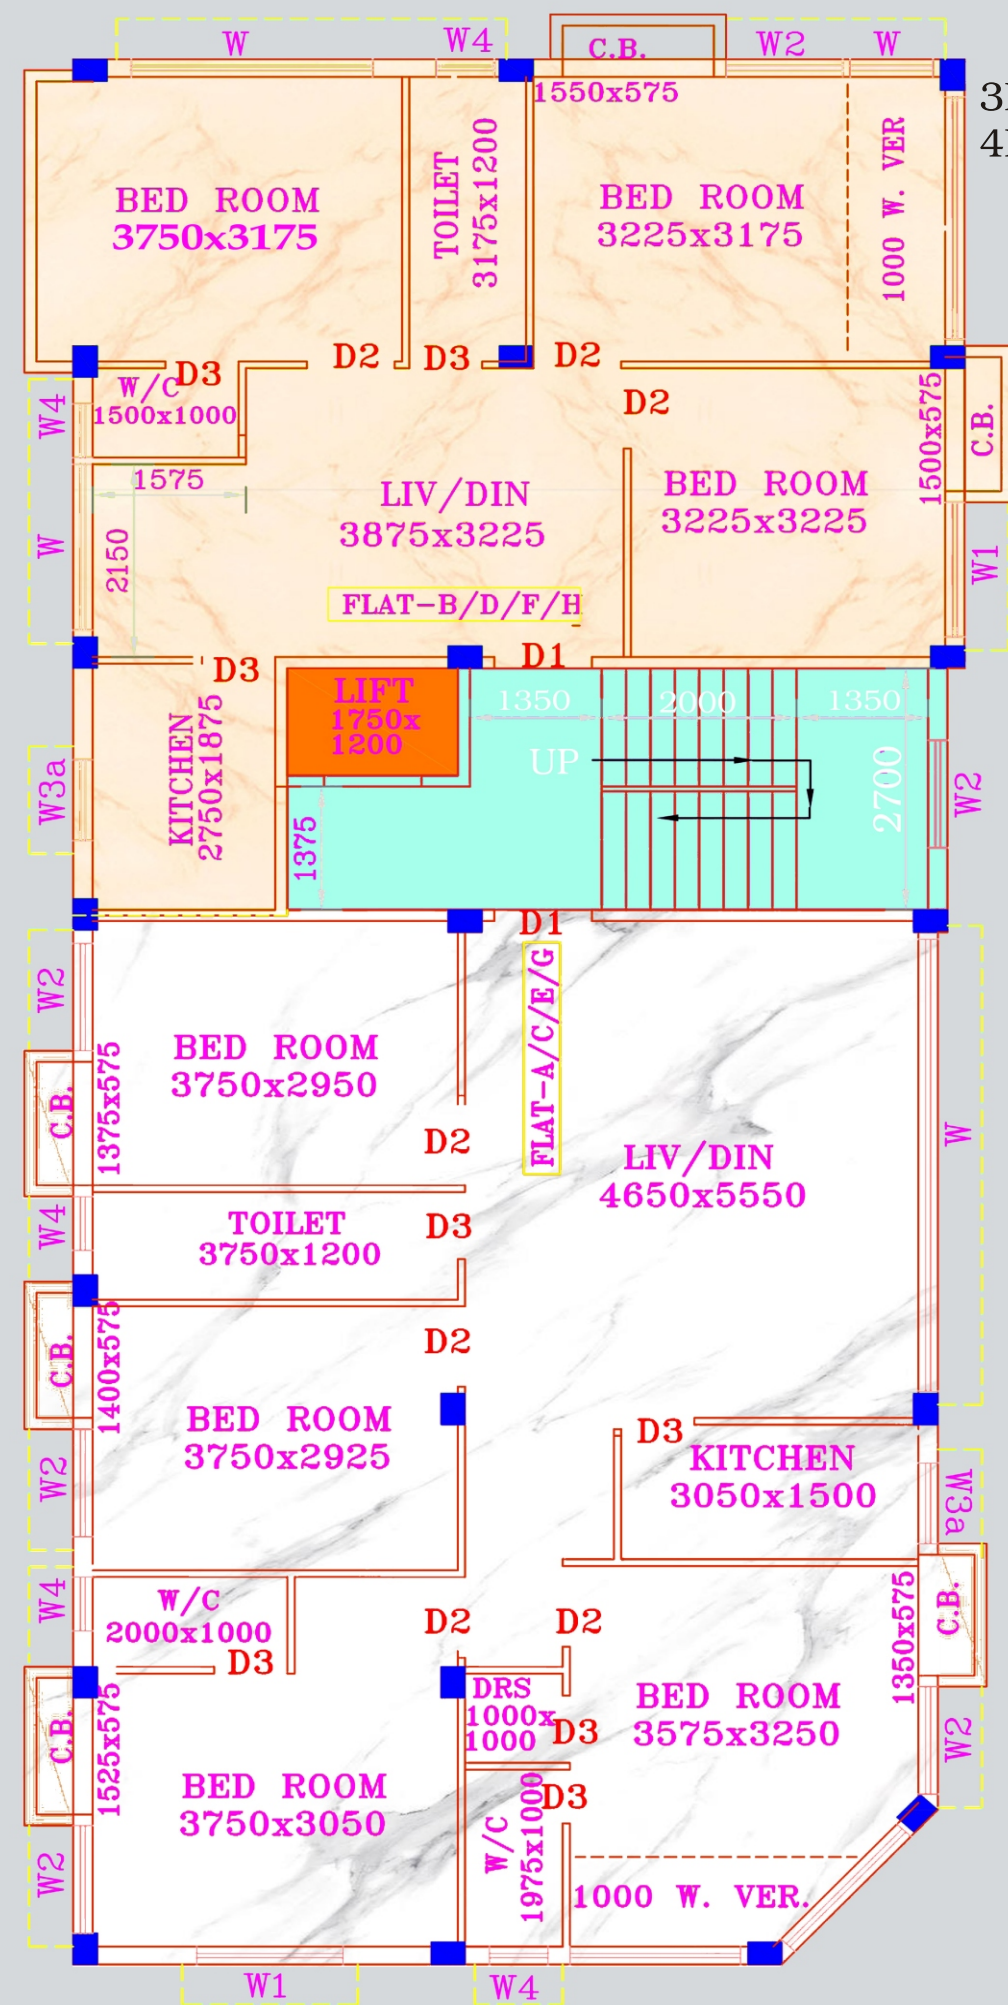 W
W4
C.B.
W2
W
1550x575
3
4
BED ROOM
3750x3175
TOILET
3175x1200
BED ROOM
3225x3175
1000 W. VER
D3
D2
D3
D2
W/C
1500x1000
D2
W4
1500x575
C.B.
1575
LIV/DIN
3875x3225
BED ROOM
3225x3225
W
2150
W1
FLAT-B/D/F/H
D3
D1
LIFT
1750x
1200
KITCHEN
2750x1875
1350
2000
1350
UP
2700
W3a
W2
1375
D1
W2
FLAT-A/C/E/G
BED ROOM
3750x2950
C.B.
1375x575
D2
W
LIV/DIN
4650x5550
W4
TOILET
3750x1200
D3
C.B.
1400x575
D2
BED ROOM
3750x2925
D3
KITCHEN
3050x1500
W2
W3a
W4
W/C
2000x1000
D2
D2
1350x575
C.B.
D3
DRS
1000x
1000
BED ROOM
3575x3250
D3
C.B.
1525x575
W2
BED ROOM
3750x3050
D3
W/C
1975x1000
W2
1000 W. VER.
W1
W4